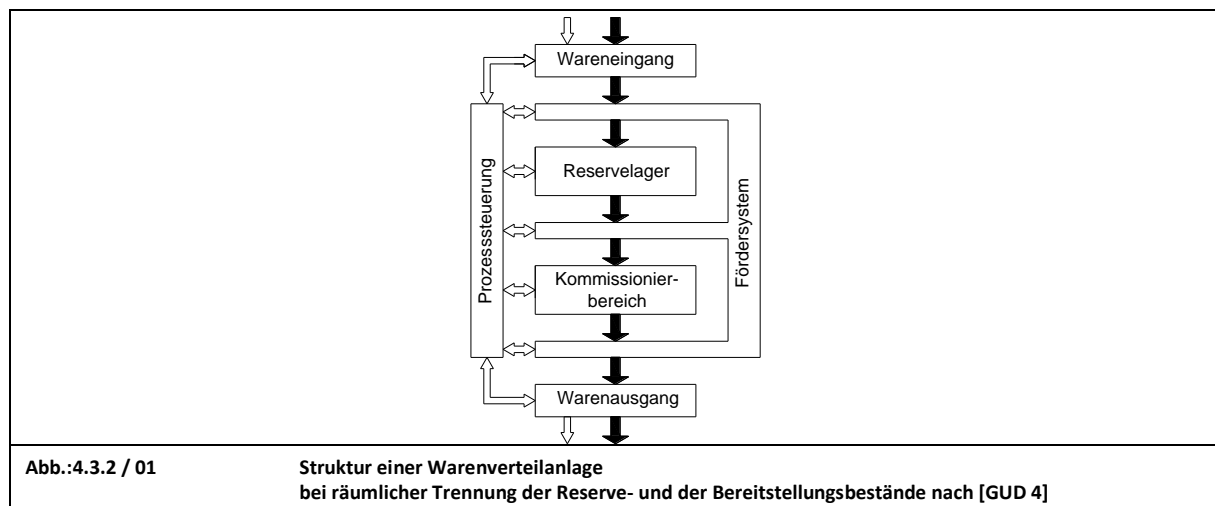 Wareneingang
Prozesssteuerung
Reservelager
Fördersystem
Kommissionier-
bereich
Warenausgang
Abb.:4.3.2 / 01 Struktur einer Warenverteilanlage
bei räumlicher Trennung der Reserve- und der Bereitstellungsbestände nach [GUD 4]